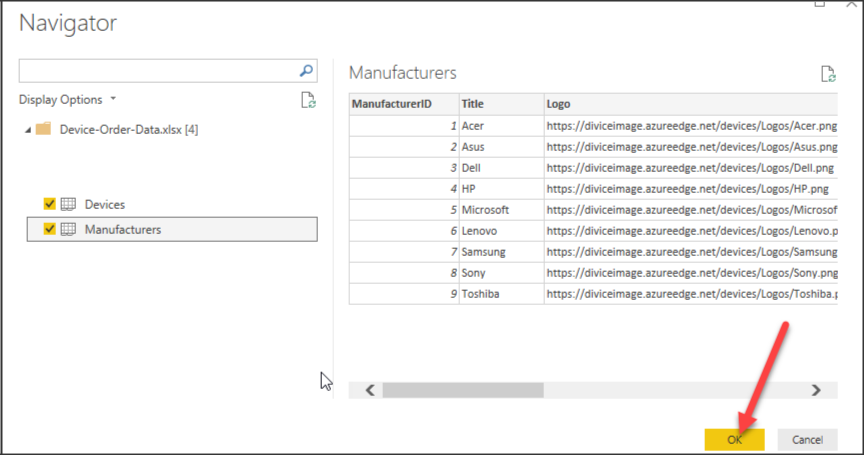 Navigator
Display Options
Device-Order-Data.xlsx [4]
Devices
Manufacturers
Manufacturers
ManufacturerID Title Logo
1 Acer https://diviceimage.azureedge.net/devices/Logos/Acer.png
2 Asus https://diviceimage.azureedge.net/devices/Logos/Asus.png
3 Dell https://diviceimage.azureedge.net/devices/Logos/Dell.png
4 HP https://diviceimage.azureedge.net/devices/Logos/HP.png
5 Microsoft https://diviceimage.azureedge.net/devices/Logos/Microsof
6 Lenovo https://diviceimage.azureedge.net/devices/Logos/Lenovo.p
7 Samsung https://diviceimage.azureedge.net/devices/Logos/Samsung
8 Sony https://diviceimage.azureedge.net/devices/Logos/Sony.png
9 Toshiba https://diviceimage.azureedge.net/devices/Logos/Toshiba.p
OK Cancel